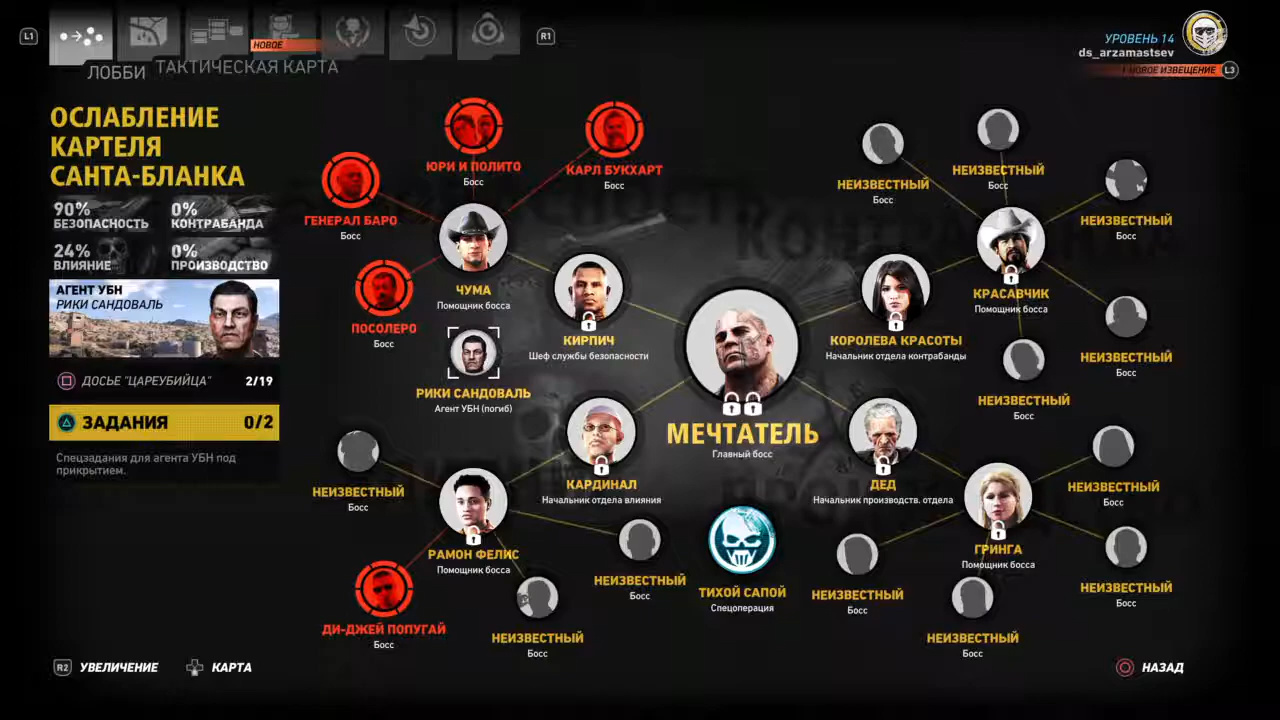 L1
НОВОЕ
R1
ЛОББИ
ТАКТИЧЕСКАЯ КАРТА
УРОВЕНЬ 14
ds_arzamastsev
1 НОВОЕ ИЗВЕЩЕНИЕ L3
ОСЛАБЛЕНИЕ
КАРТЕЛЯ
САНТА-БЛАНКА
90%
БЕЗОПАСНОСТЬ
0%
КОНТРАБАНДА
24%
ВЛИЯНИЕ
0%
ПРОИЗВОДСТВО
АГЕНТ УБН
РИКИ САНДОВАЛЬ
ДОСЬЕ "ЦАРЕУБИЙЦА" 2/19
ЗАДАНИЯ 0/2
Спецзадания для агента УБН под
прикрытием.
ЮРИ И ПОЛИТО
Босс
КАРЛ БУКХАРТ
Босс
ГЕНЕРАЛ БАРО
Босс
ЧУМА
Помощник босса
ПОСОЛЕРО
Босс
КИРПИЧ
Шеф службы безопасности
РИКИ САНДОВАЛЬ
Агент УБН (погиб)
МЕЧТАТЕЛЬ
Главный босс
НЕИЗВЕСТНЫЙ
Босс
НЕИЗВЕСТНЫЙ
Босс
НЕИЗВЕСТНЫЙ
Босс
КРАСАВЧИК
Помощник босса
КОРОЛЕВА КРАСОТЫ
Начальник отдела контрабанды
НЕИЗВЕСТНЫЙ
Босс
НЕИЗВЕСТНЫЙ
Босс
КАРДИНАЛ
Начальник отдела влияния
НЕИЗВЕСТНЫЙ
Босс
РАМОН ФЕЛИС
Помощник босса
НЕИЗВЕСТНЫЙ
Босс
ДИ-ДЖЕЙ ПОПУГАЙ
Босс
НЕИЗВЕСТНЫЙ
Босс
ТИХОЙ САПОЙ
Спецоперация
ДЕД
Начальник производств. отдела
НЕИЗВЕСТНЫЙ
Босс
ГРИНГА
Помощник босса
НЕИЗВЕСТНЫЙ
Босс
НЕИЗВЕСТНЫЙ
Босс
НЕИЗВЕСТНЫЙ
Босс
R2 УВЕЛИЧЕНИЕ
КАРТА
НАЗАД